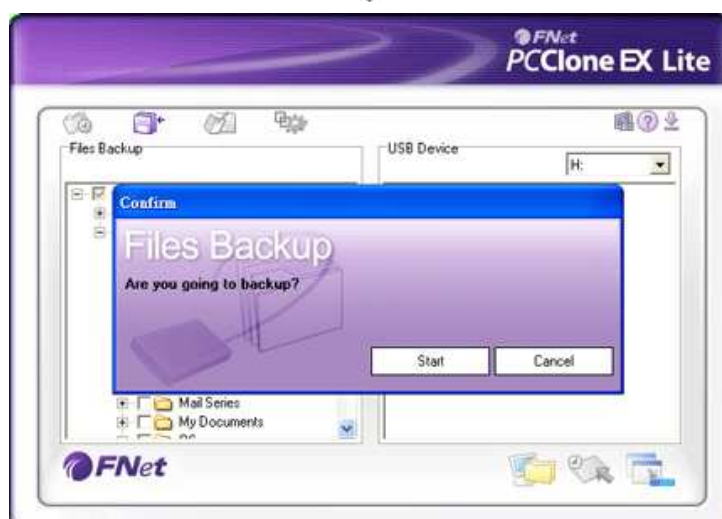 FNet
PCClone EX Lite
Files Backup
USB Device
H:
Confirm
Files Backup
Are you going to backup?
Start
Cancel
Mail Series
My Documents
FNet